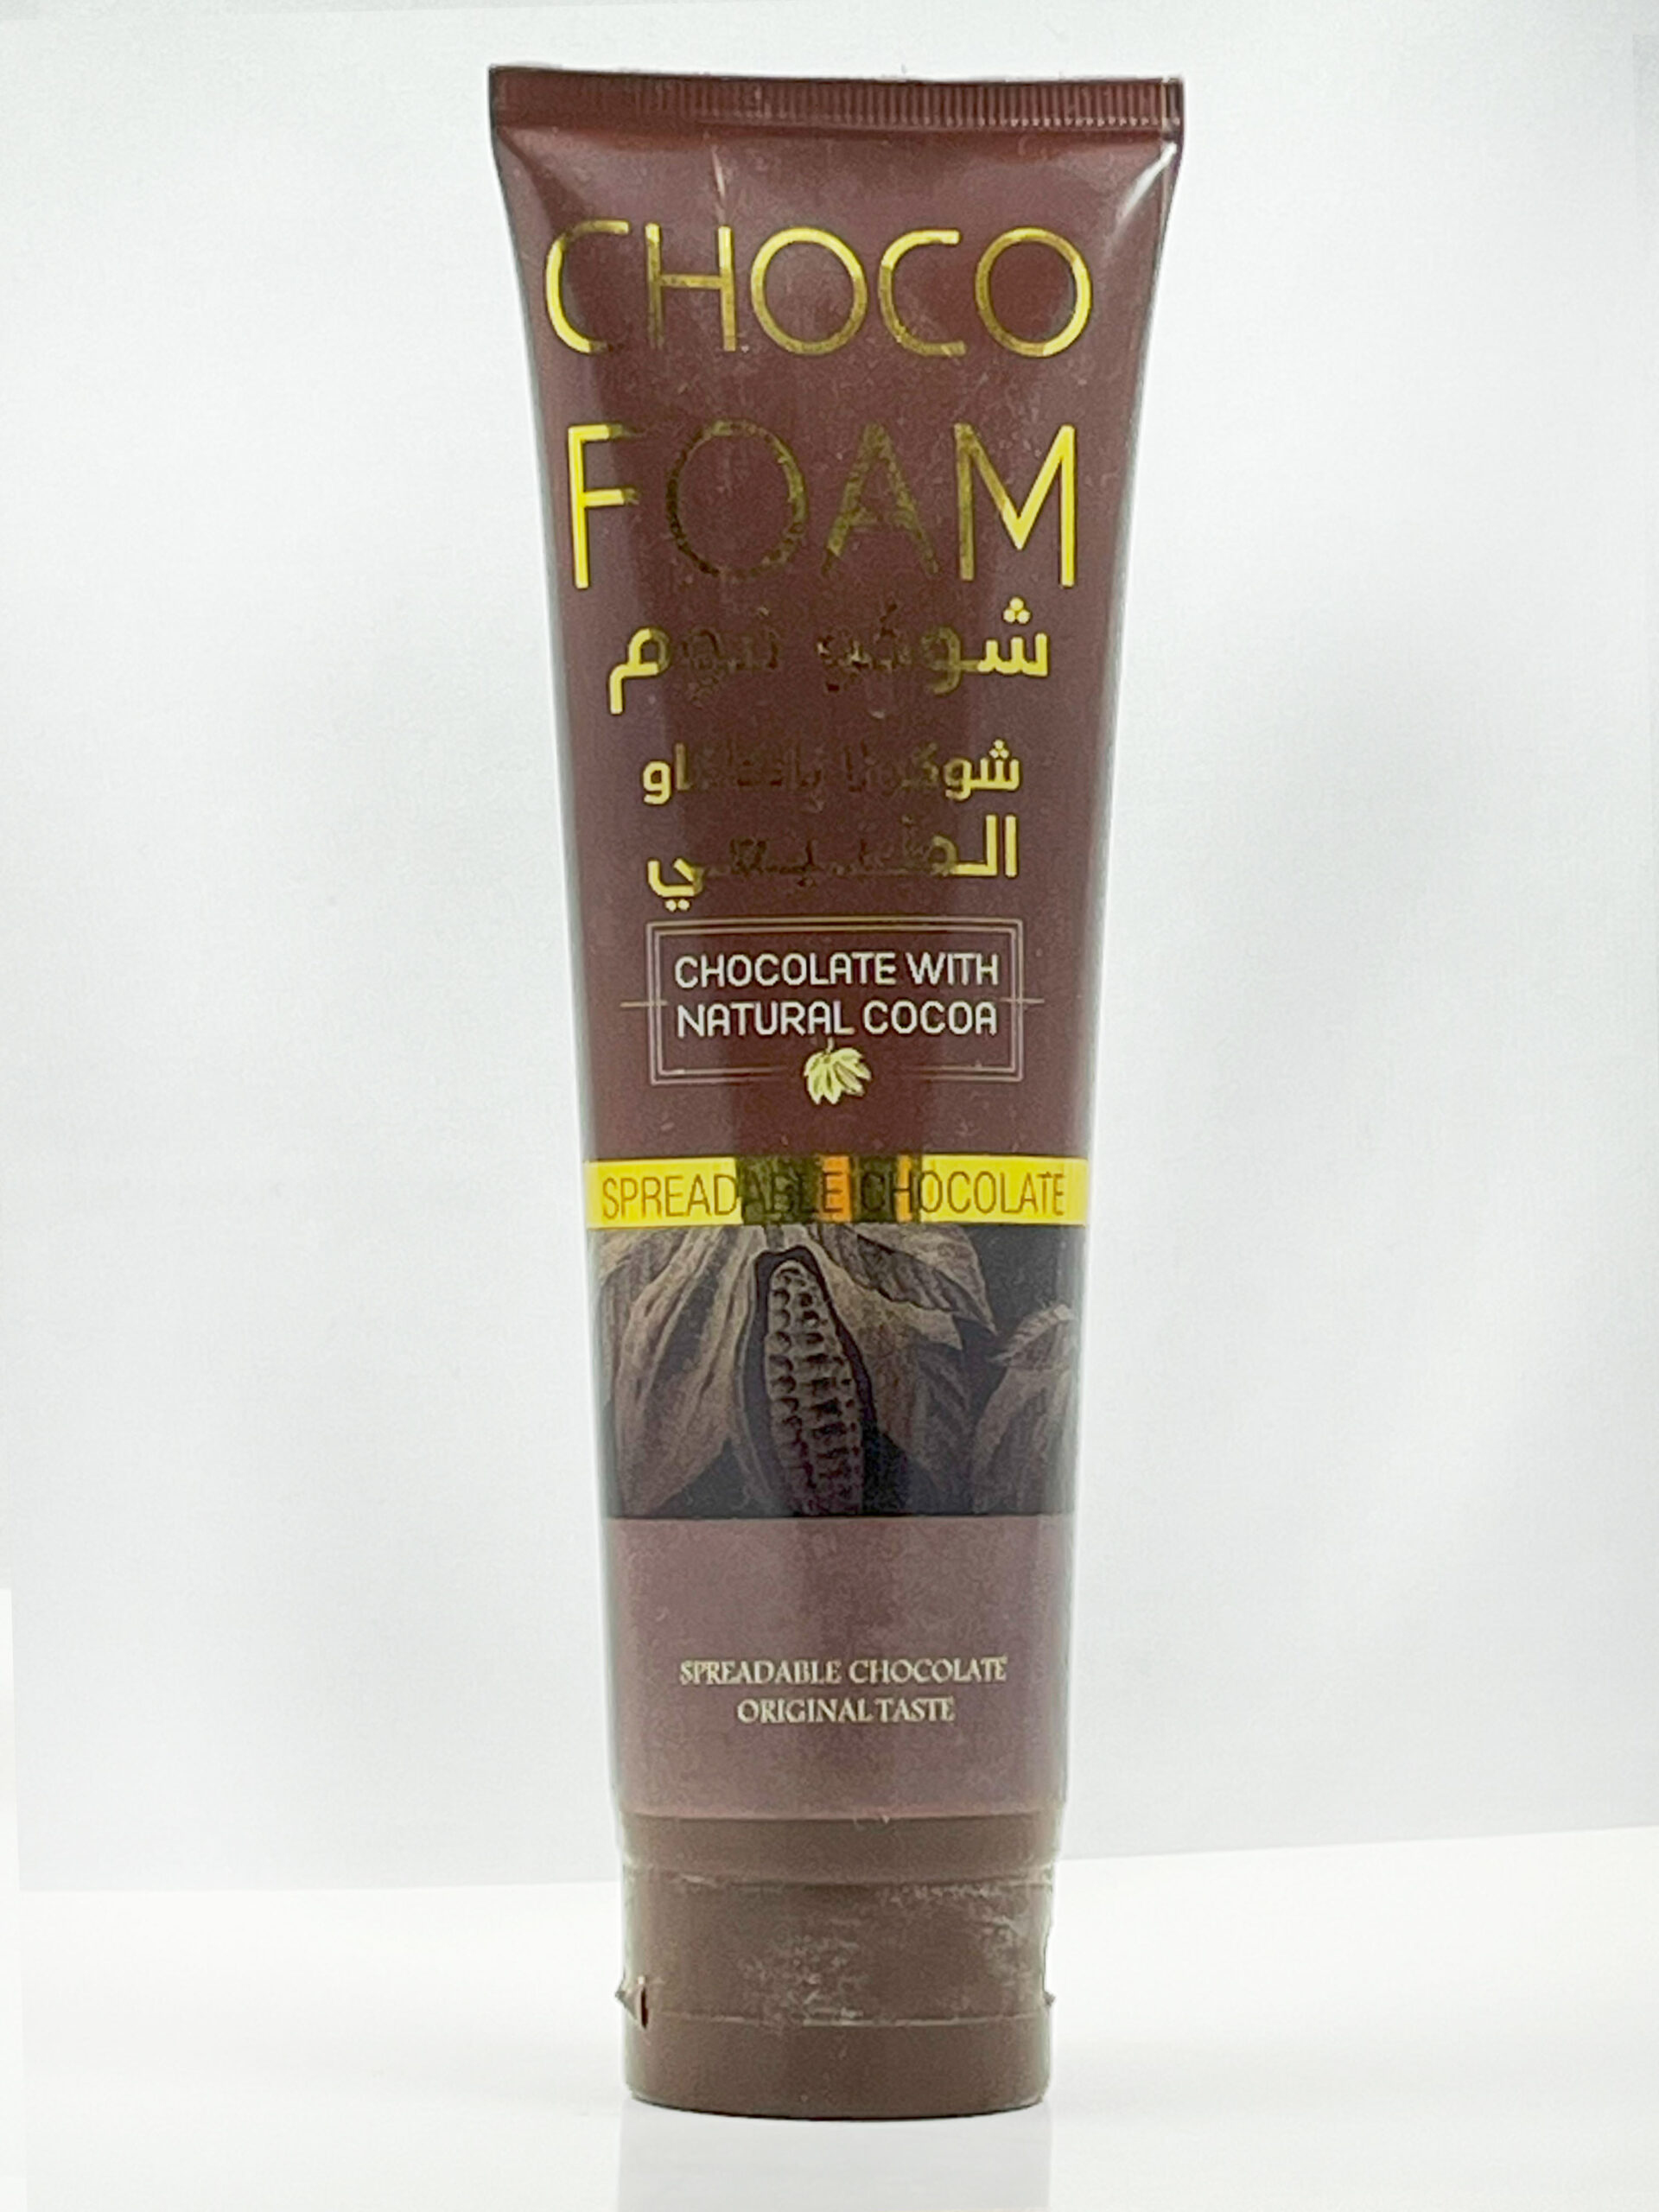 CHOCO
FOAM
شوكو فوم
شوكولا بالكاكاو
الطبيعي
CHOCOLATE WITH
NATURAL COCOA
SPREADABLE CHOCOLATE
SPREADABLE CHOCOLATE
ORIGINAL TASTE